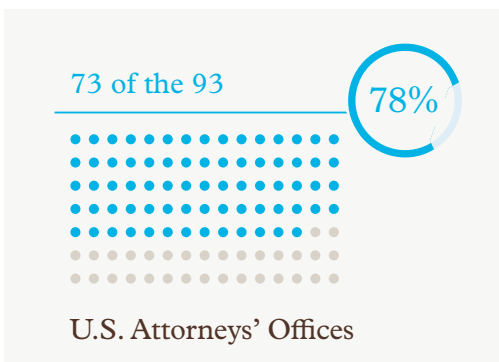 73 of the 93
78%
U.S. Attorneys’ Offices